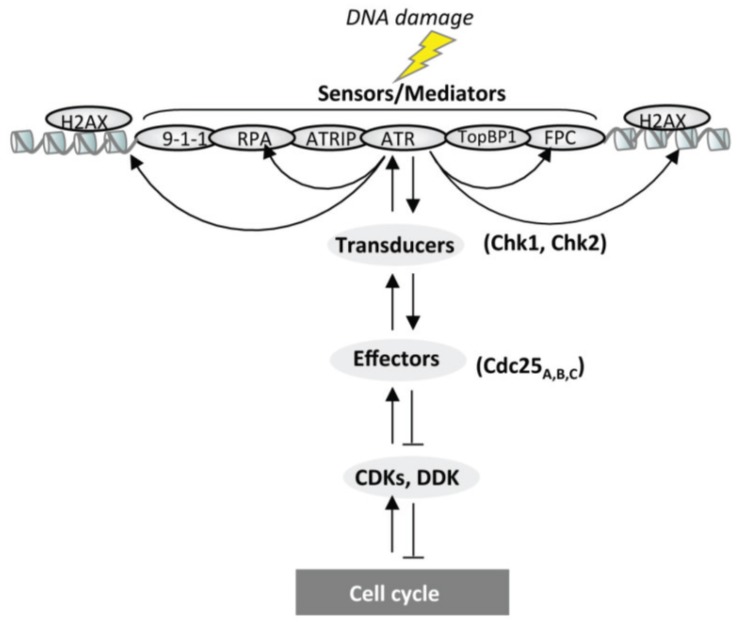 DNA damage
Sensors/Mediators
H2AX 9-1-1 RPA ATRIP ATR TopBP1 FPC H2AX
Transducers (Chk1, Chk2)
Effectors (Cdc25A,B,C)
CDKs, DDK
Cell cycle